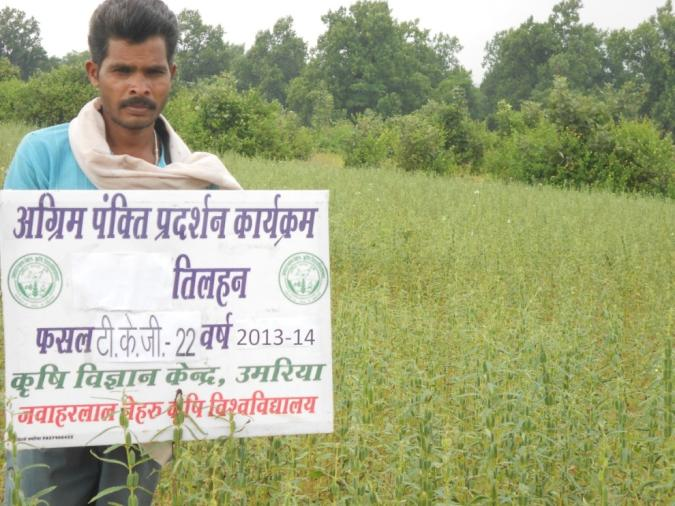 अग्रिम पंक्ति प्रदर्शन कार्यक्रम
तिलहन
फसल टी.के.जी.- 22 वर्ष 2013-14
कृषि विज्ञान केन्द्र, उमरिया
जवाहरलाल नेहरु कृषि विश्वविद्यालय